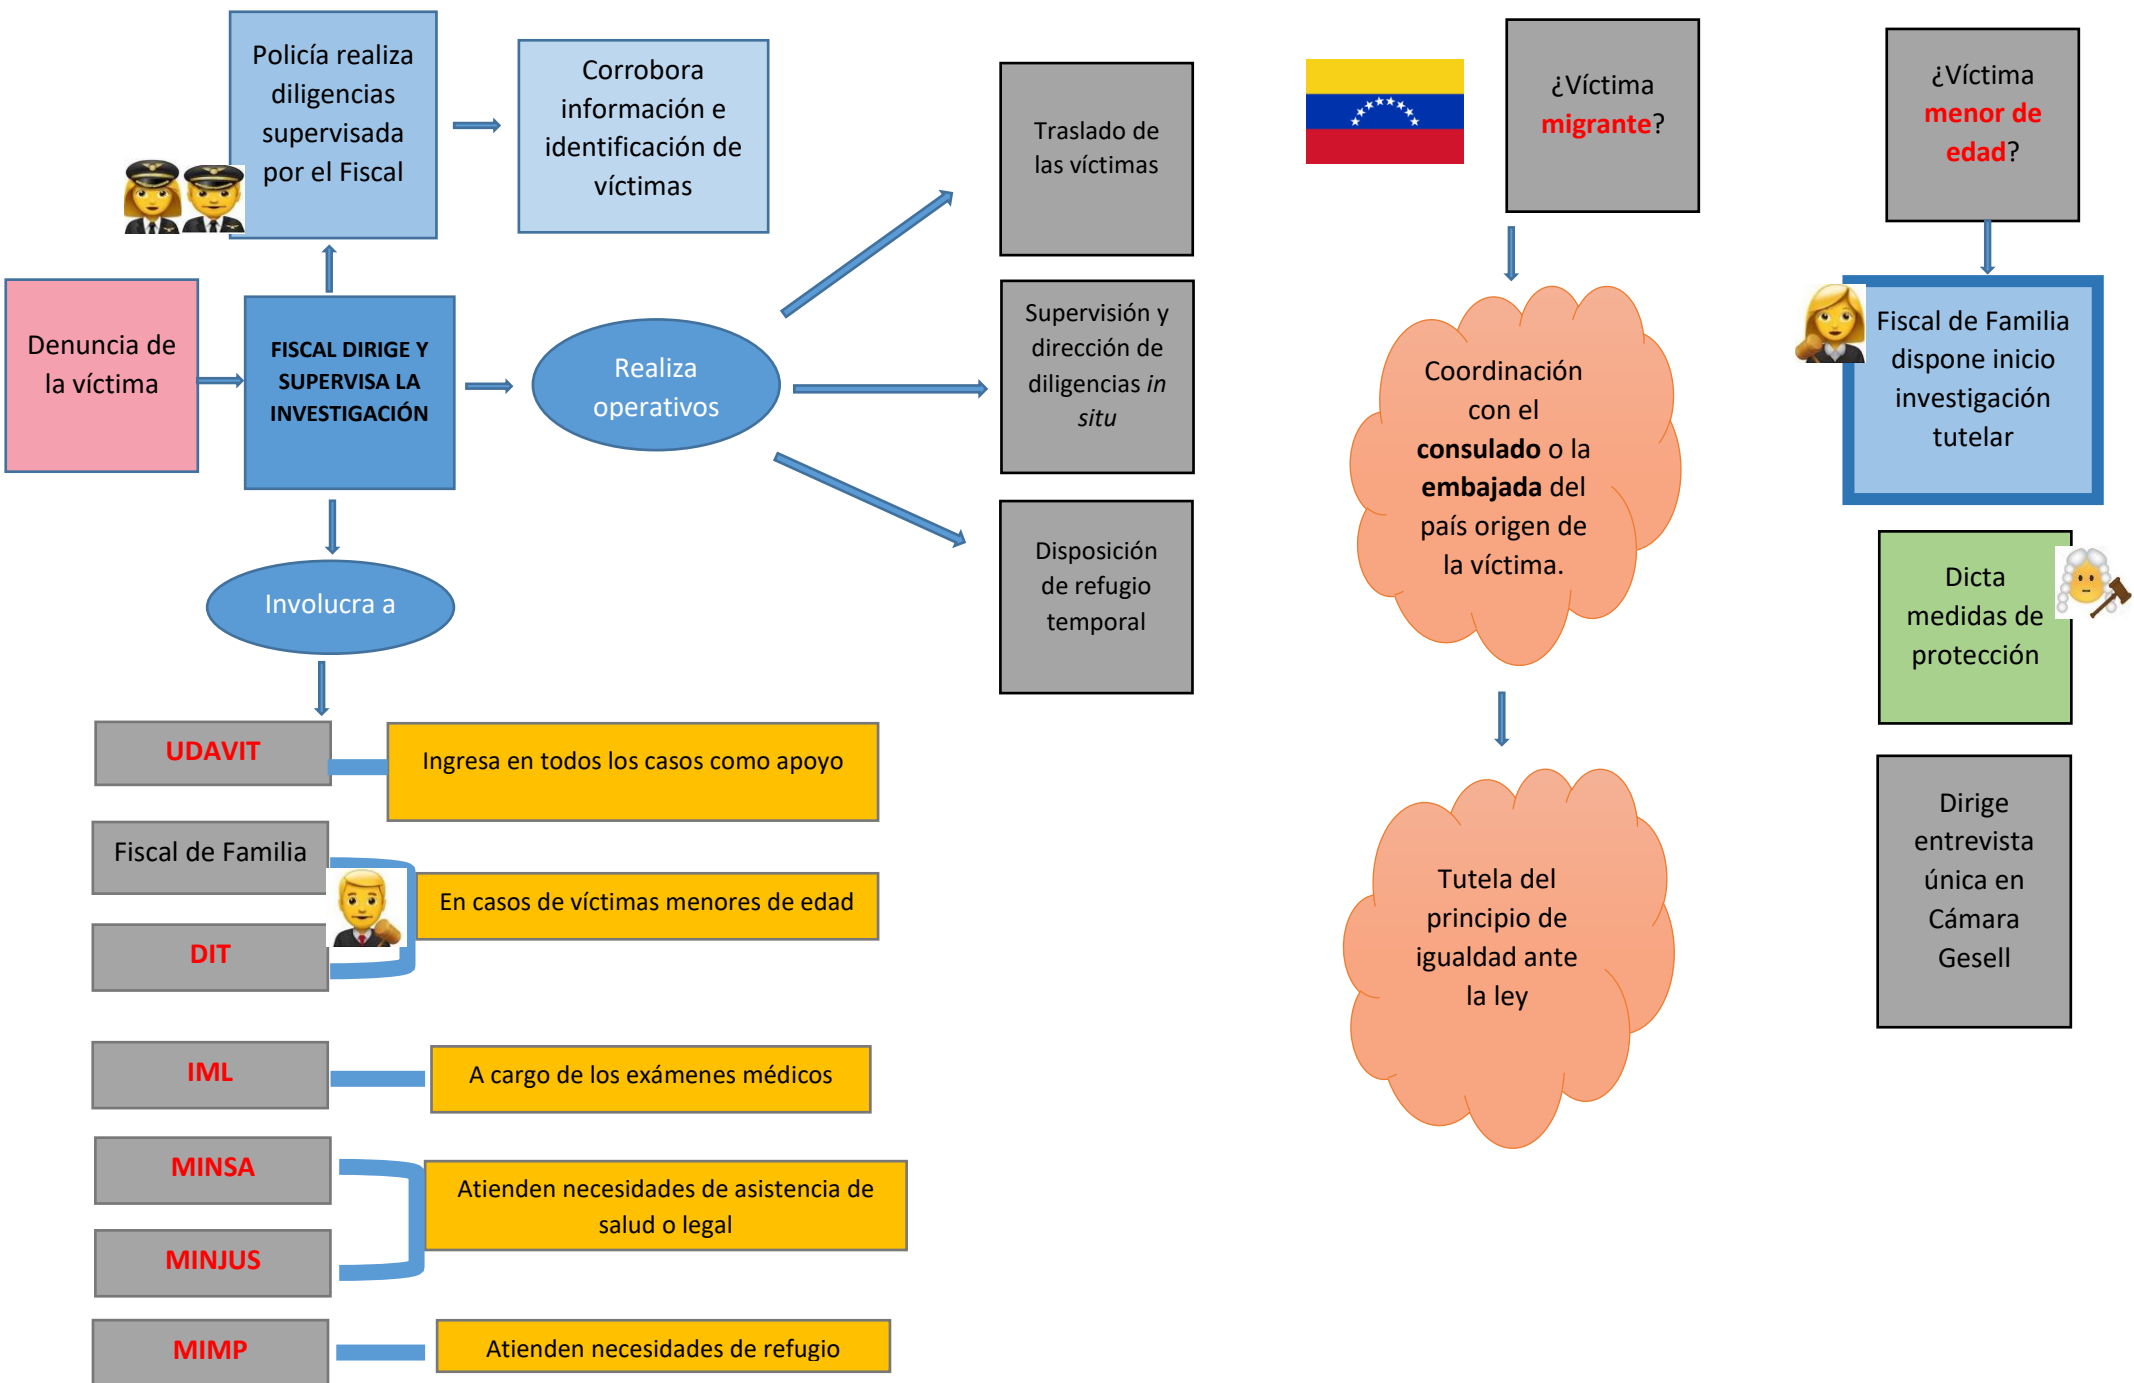 Policía realiza
diligencias
supervisada
por el Fiscal
Corrobora
información e
identificación de
víctimas
Denuncia de
la víctima
FISCAL DIRIGE Y
SUPERVISA LA
INVESTIGACIÓN
Realiza
operativos
Traslado de
las víctimas
Supervisión y
dirección de
diligencias in
situ
Disposición
de refugio
temporal
Involucra a
UDAVIT
Ingresa en todos los casos como apoyo
Fiscal de Familia
DIT
En casos de víctimas menores de edad
IML
A cargo de los exámenes médicos
MINSA
MINJUS
Atienden necesidades de asistencia de
salud o legal
MIMP
Atienden necesidades de refugio
¿Víctima
migrante?
Coordinación
con el
consulado o la
embajada del
país origen de
la víctima.
Tutela del
principio de
igualdad ante
la ley
¿Víctima
menor de
edad?
Fiscal de Familia
dispone inicio
investigación
tutelar
Dicta
medidas de
protección
Dirige
entrevista
única en
Cámara
Gesell